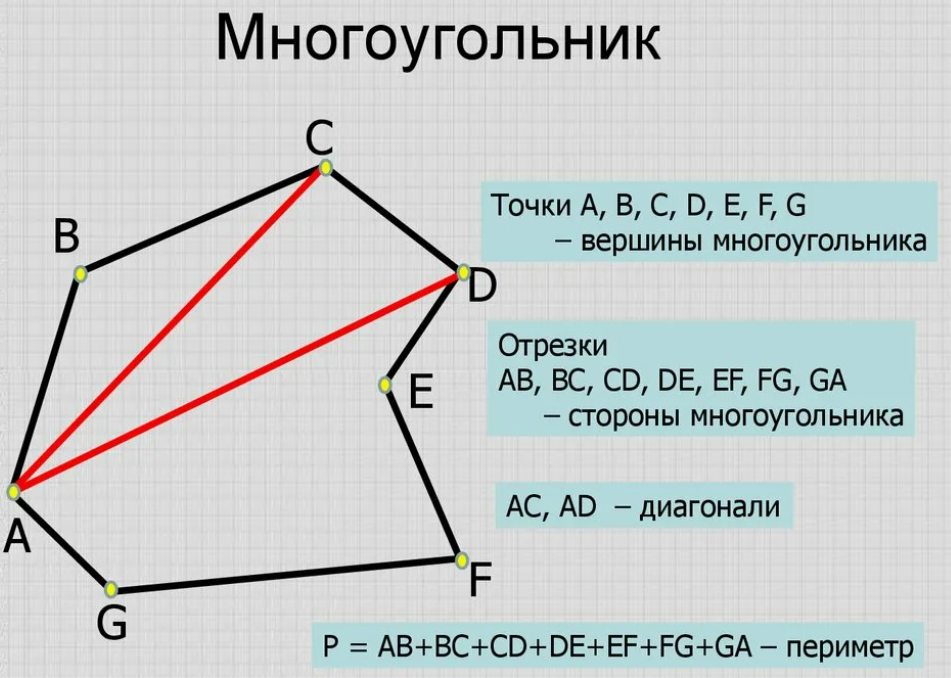 Многоугольник
C
B
Точки A, B, C, D, E, F, G
– вершины многоугольника
D
Отрезки
AB, BC, CD, DE, EF, FG, GA
– стороны многоугольника
E
AC, AD – диагонали
A
F
G
P = AB+BC+CD+DE+EF+FG+GA – периметр